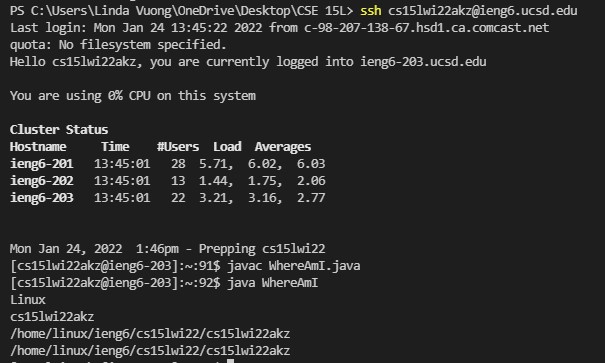 PS C:\Users\Linda Vuong\OneDrive\Desktop\CSE 15L> ssh cs15lwi22akz@ieng6.ucsd.edu
Last login: Mon Jan 24 13:45:22 2022 from c-98-207-138-67.hsd1.ca.comcast.net
quota: No filesystem specified.
Hello cs15lwi22akz, you are currently logged into ieng6-203.ucsd.edu
You are using 0% CPU on this system
Cluster Status
Hostname Time #Users Load Averages
ieng6-201 13:45:01 28 5.71, 6.02, 6.03
ieng6-202 13:45:01 13 1.44, 1.75, 2.06
ieng6-203 13:45:01 22 3.21, 3.16, 2.77
Mon Jan 24, 2022 1:46pm - Prepping cs15lwi22
[cs15lwi22akz@ieng6-203]:~:91$ javac WhereAmI.java
[cs15lwi22akz@ieng6-203]:~:92$ java WhereAmI
Linux
cs15lwi22akz
/home/linux/ieng6/cs15lwi22/cs15lwi22akz
/home/linux/ieng6/cs15lwi22/cs15lwi22akz